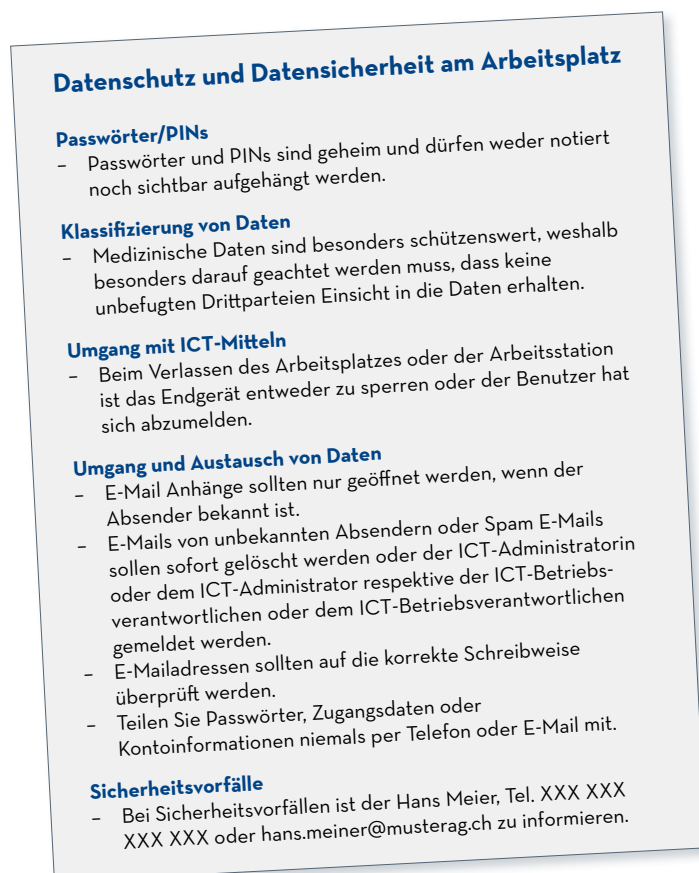 Datenschutz und Datensicherheit am Arbeitsplatz
Passwörter/PINs
– Passwörter und PINs sind geheim und dürfen weder notiert
noch sichtbar aufgehängt werden.
Klassifizierung von Daten
– Medizinische Daten sind besonders schützenswert, weshalb
besonders darauf geachtet werden muss, dass keine
unbefugten Drittparteien Einsicht in die Daten erhalten.
Umgang mit ICT-Mitteln
– Beim Verlassen des Arbeitsplatzes oder der Arbeitsstation
ist das Endgerät entweder zu sperren oder der Benutzer hat
sich abzumelden.
Umgang und Austausch von Daten
– E-Mail Anhänge sollten nur geöffnet werden, wenn der
Absender bekannt ist.
– E-Mails von unbekannten Absendern oder Spam E-Mails
sollen sofort gelöscht werden oder der ICT-Administratorin
oder dem ICT-Administrator respektive der ICT-Betriebs-
verantwortlichen oder dem ICT-Betriebsverantwortlichen
gemeldet werden.
– E-Mailadressen sollten auf die korrekte Schreibweise
überprüft werden.
– Teilen Sie Passwörter, Zugangsdaten oder
Kontoinformationen niemals per Telefon oder E-Mail mit.
Sicherheitsvorfälle
– Bei Sicherheitsvorfällen ist der Hans Meier, Tel. XXX XXX
XXX XXX oder hans.meiner@musterag.ch zu informieren.